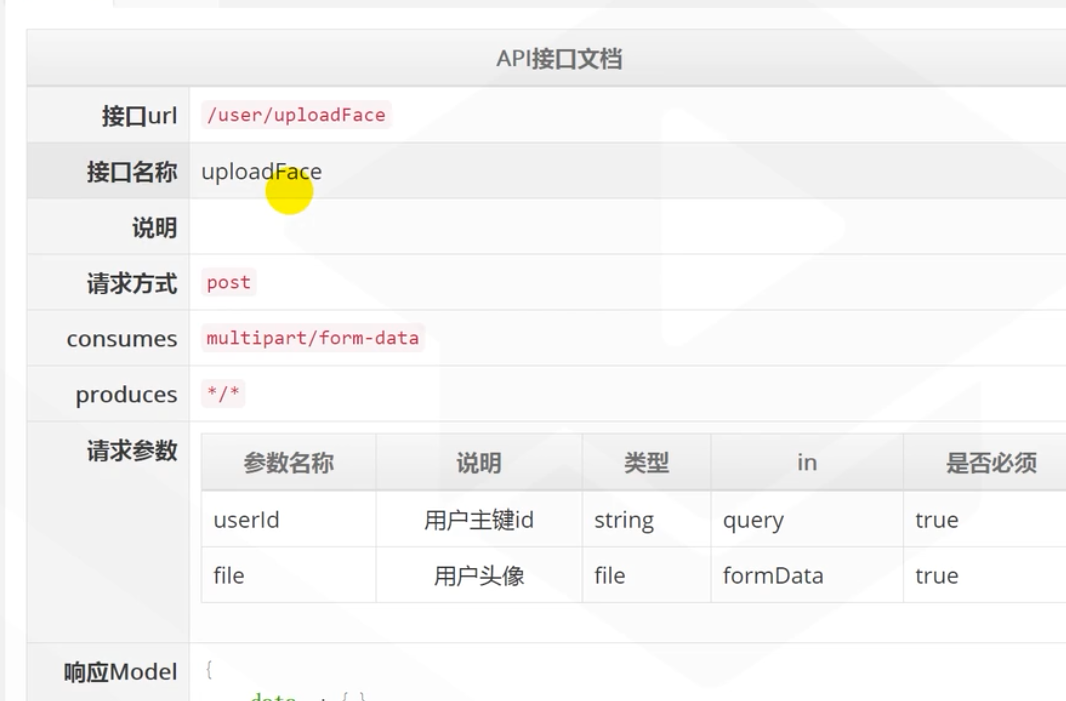 API接口文档
接口url /user/uploadFace
接口名称 uploadFace
说明
请求方式 post
consumes multipart/form-data
produces */*
请求参数 参数名称 说明 类型 in 是否必须
userId 用户主键id string query true
file 用户头像 file formData true
响应Model {
data : { }